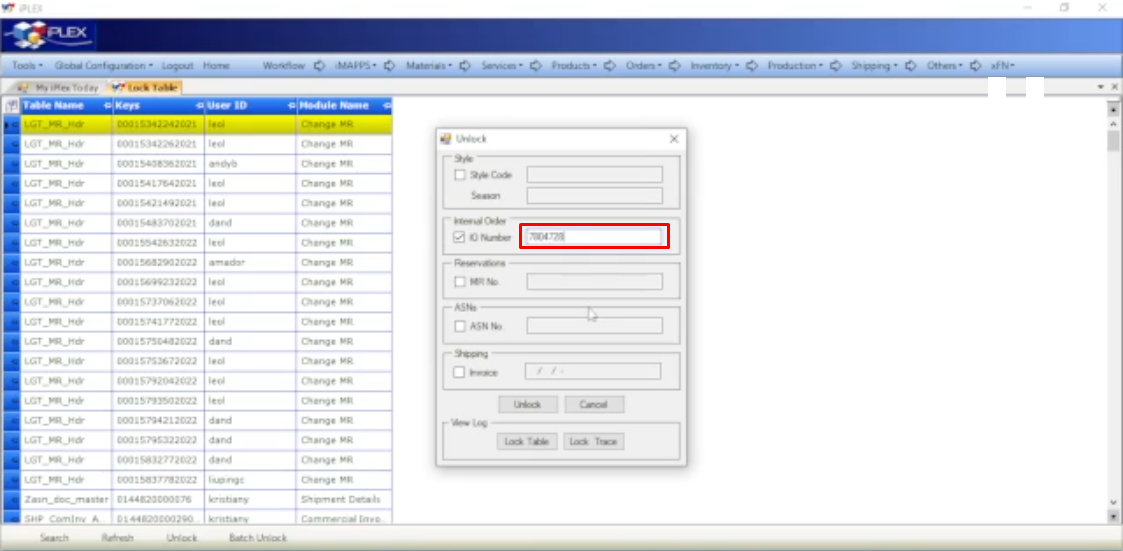 iPLEX
PLEX
Tools Global Configuration Logout Home Workflow iMAPPS Materials Services Products Orders Inventory Production Shipping Others xFN
My iPlex Today Lock Table
Table Name Keys User ID Module Name
LGT_MR_Hdr 00015342242021 leol Change MR
LGT_MR_Hdr 00015342262021 leol Change MR
LGT_MR_Hdr 00015408362021 andyb Change MR
LGT_MR_Hdr 00015417642021 leol Change MR
LGT_MR_Hdr 00015421492021 leol Change MR
LGT_MR_Hdr 00015483702021 dand Change MR
LGT_MR_Hdr 00015542632022 leol Change MR
LGT_MR_Hdr 00015682902022 amador Change MR
LGT_MR_Hdr 00015699232022 leol Change MR
LGT_MR_Hdr 00015737062022 leol Change MR
LGT_MR_Hdr 00015741772022 leol Change MR
LGT_MR_Hdr 00015750482022 dand Change MR
LGT_MR_Hdr 00015753672022 leol Change MR
LGT_MR_Hdr 00015792042022 leol Change MR
LGT_MR_Hdr 00015793502022 leol Change MR
LGT_MR_Hdr 00015794212022 dand Change MR
LGT_MR_Hdr 00015795322022 dand Change MR
LGT_MR_Hdr 00015832772022 dand Change MR
LGT_MR_Hdr 00015837782022 liupingc Change MR
Zasn_doc_master 0144820000076 kristiany Shipment Details
SHP_ComInv_A... 0144820000290... kristiany Commercial Invo...
Unlock
Style
Style Code
Season
Internal Order
IO Number 7804728
Reservations
MR No.
ASNs
ASN No.
Shipping
Invoice / / -
Unlock Cancel
View Log
Lock Table Lock Trace
Search Refresh Unlock Batch Unlock